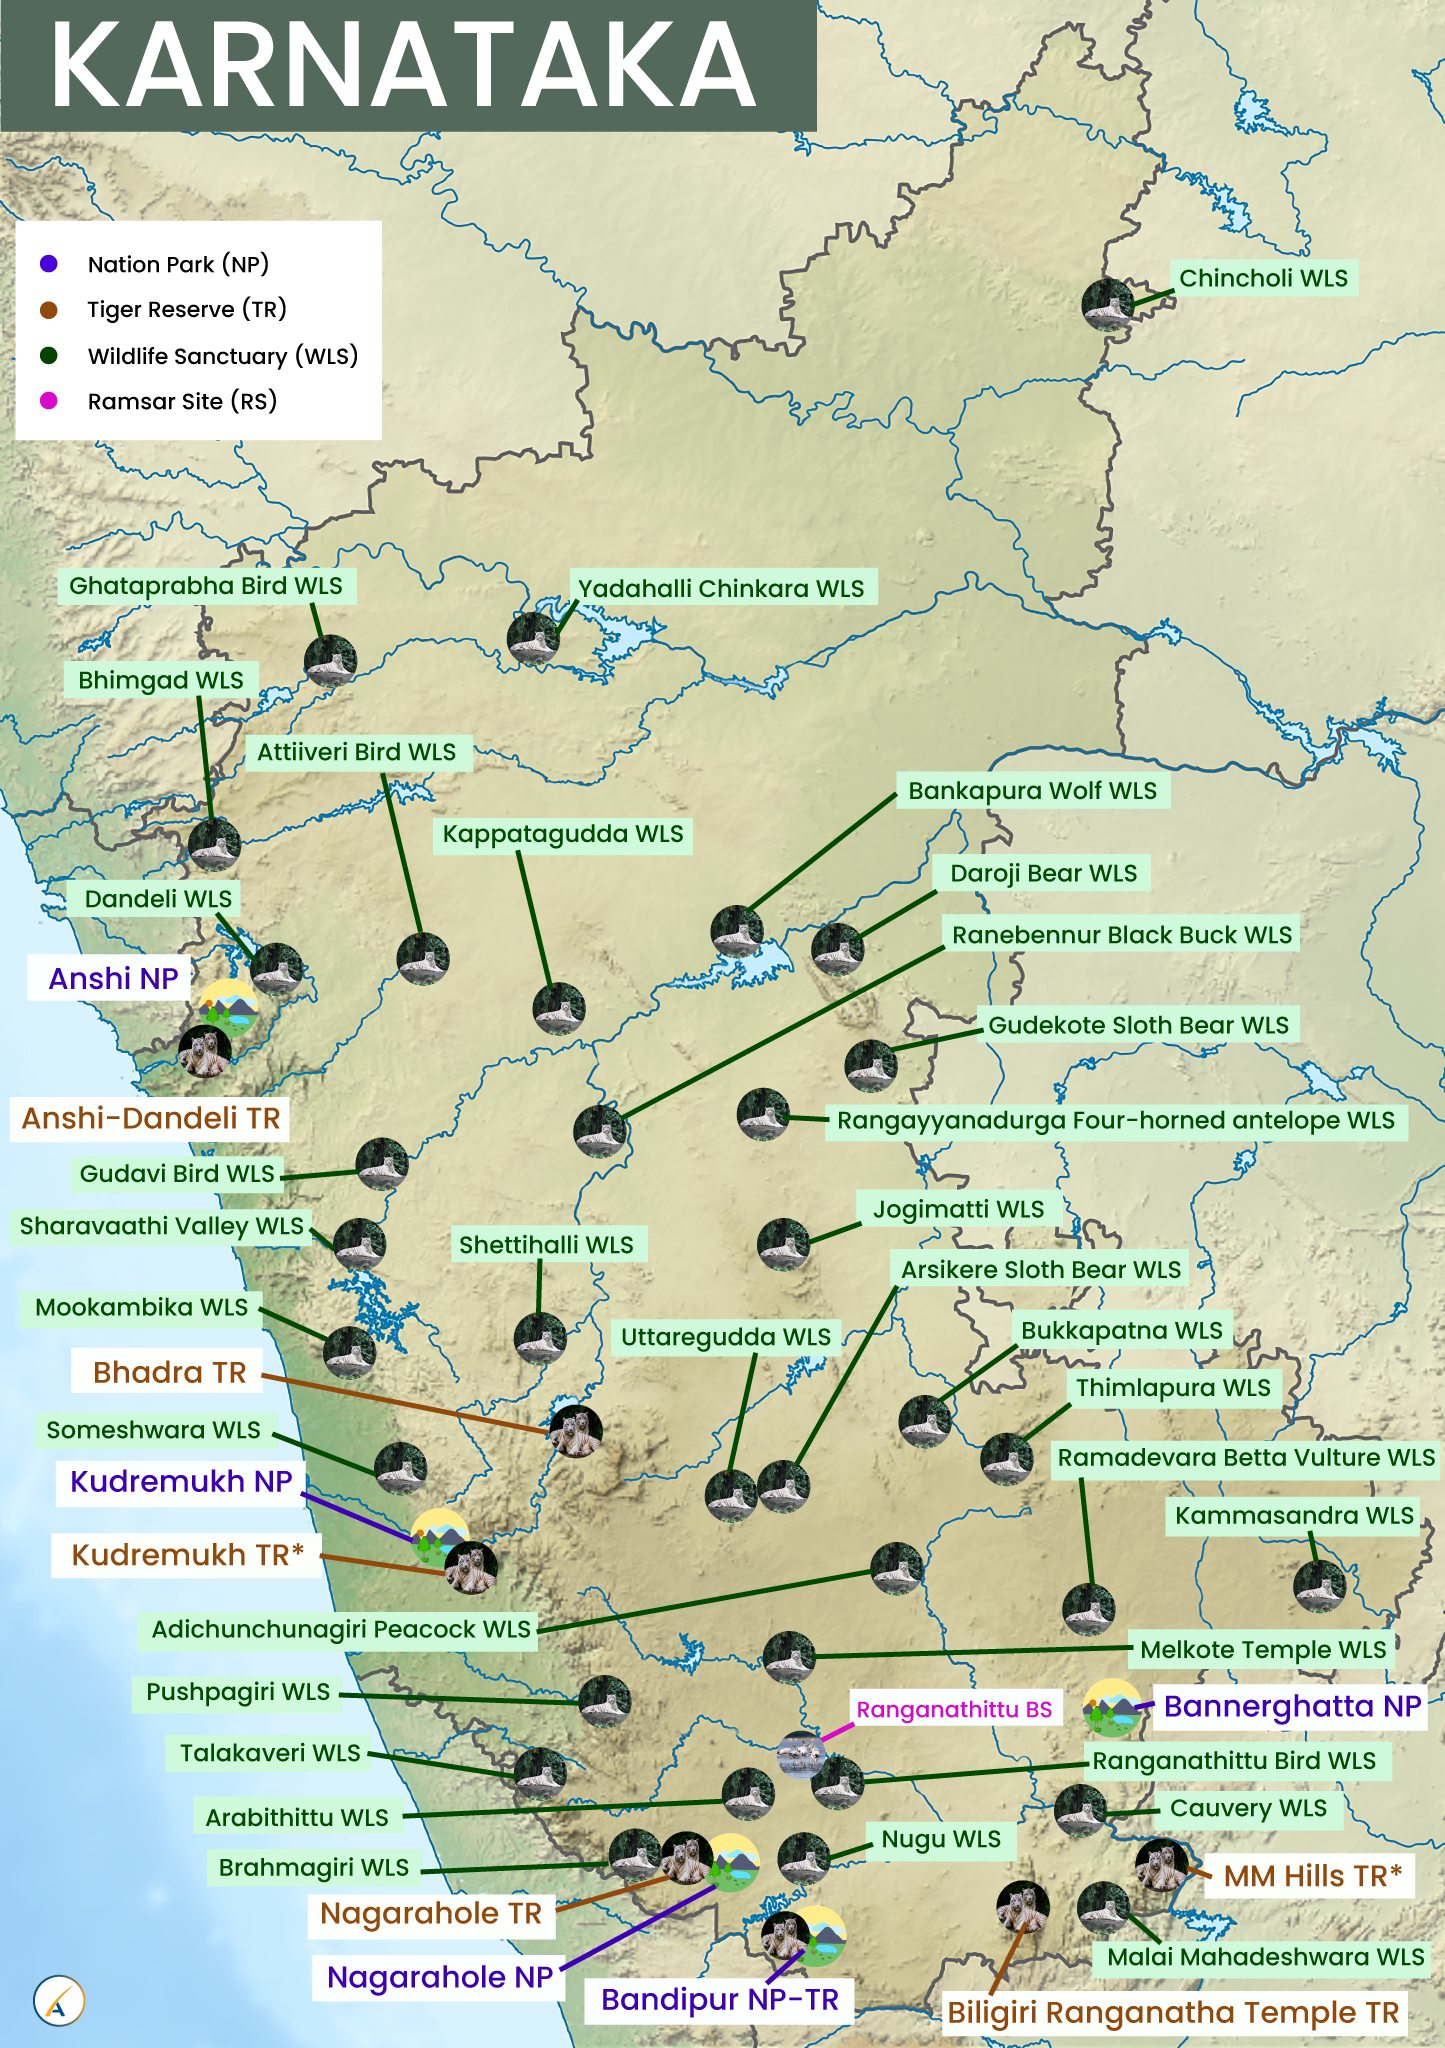 KARNATAKA
Nation Park (NP)
Tiger Reserve (TR)
Wildlife Sanctuary (WLS)
Ramsar Site (RS)
Chincholi WLS
Ghataprabha Bird WLS
Yadahalli Chinkara WLS
Bhimgad WLS
Attiiveri Bird WLS
Bankapura Wolf WLS
Kappatagudda WLS
Daroji Bear WLS
Dandeli WLS
Ranebennur Black Buck WLS
Anshi NP
Gudekote Sloth Bear WLS
Anshi-Dandeli TR
Rangayyanadurga Four-horned antelope WLS
Gudavi Bird WLS
Jogimatti WLS
Sharavaathi Valley WLS
Shettihalli WLS
Arsikere Sloth Bear WLS
Mookambika WLS
Uttaregudda WLS
Bukkapatna WLS
Bhadra TR
Thimlapura WLS
Someshwara WLS
Ramadevara Betta Vulture WLS
Kudremukh NP
Kammasandra WLS
Kudremukh TR*
Adichunchunagiri Peacock WLS
Melkote Temple WLS
Pushpagiri WLS
Ranganathittu BS
Bannerghatta NP
Talakaveri WLS
Ranganathittu Bird WLS
Arabithittu WLS
Cauvery WLS
Nugu WLS
Brahmagiri WLS
MM Hills TR*
Nagarahole TR
Malai Mahadeshwara WLS
Nagarahole NP
Bandipur NP-TR
Biligiri Ranganatha Temple TR
A